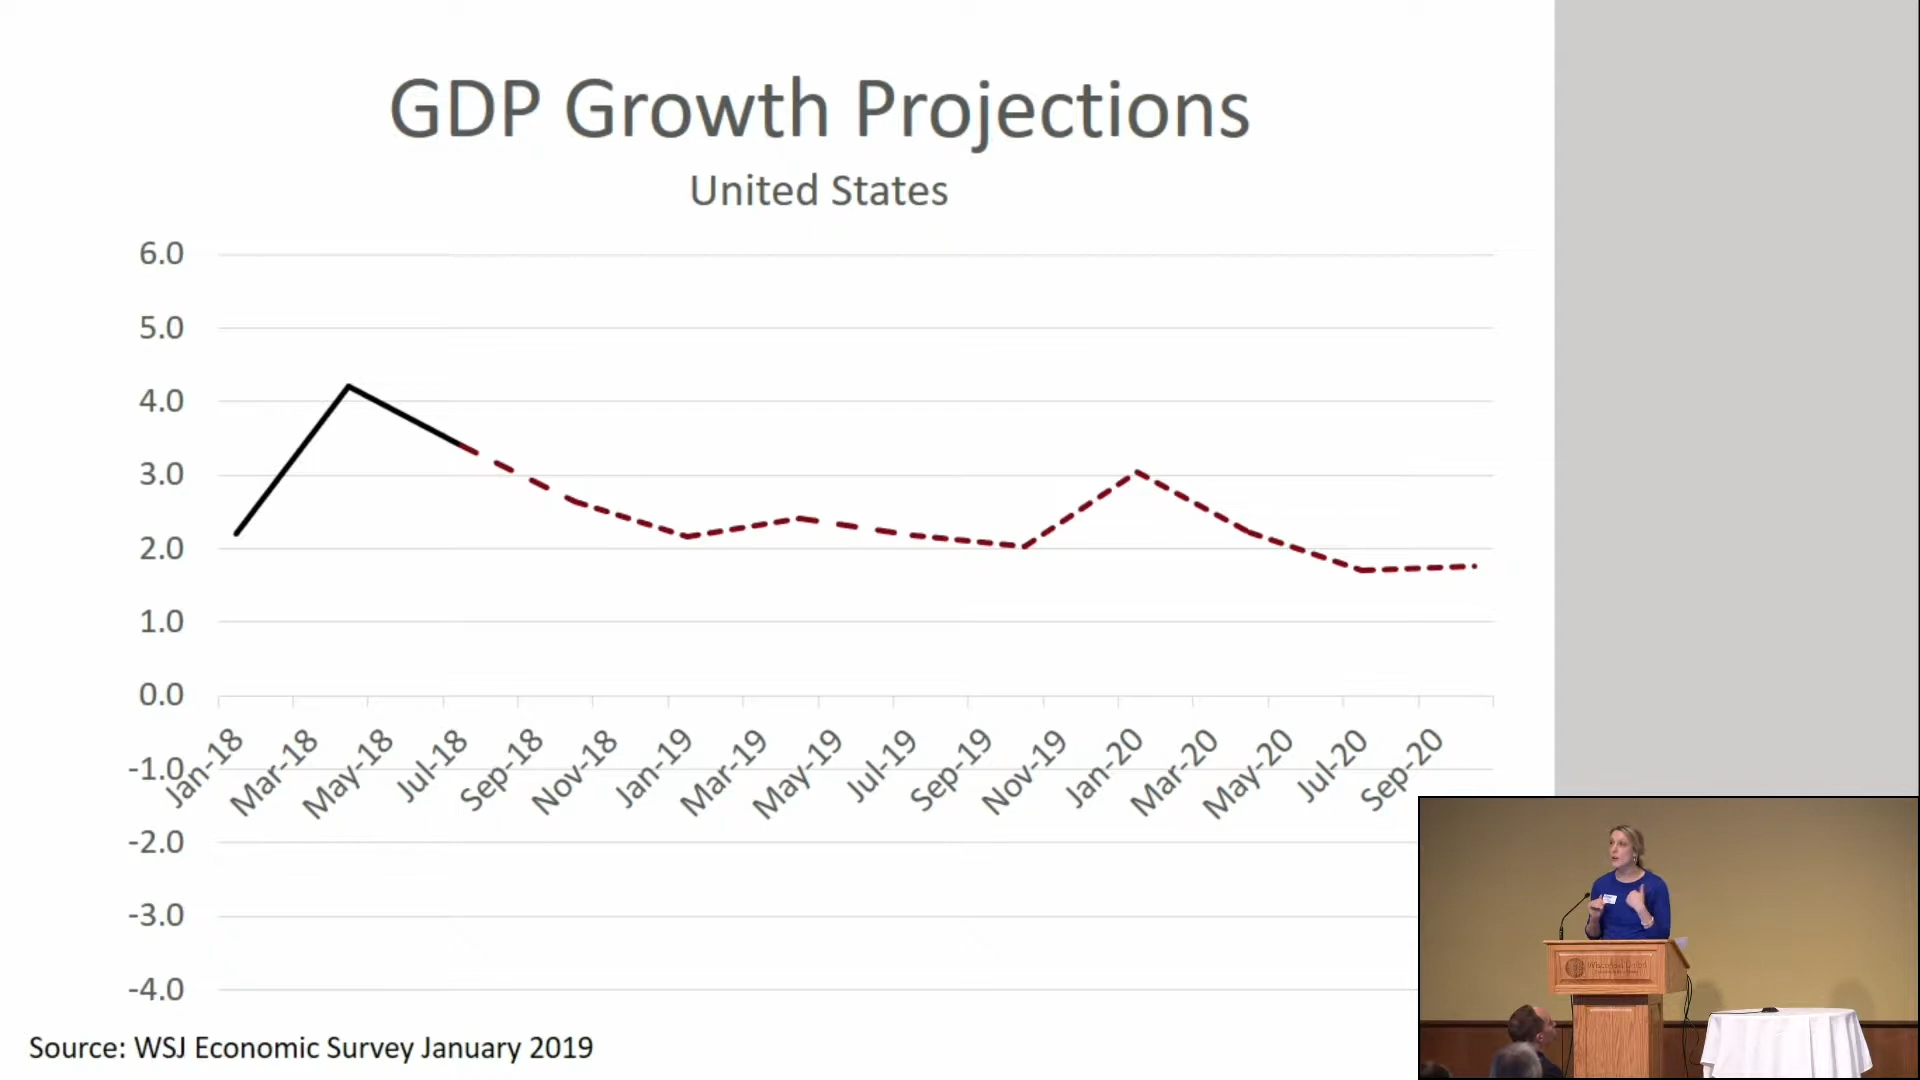 GDP Growth Projections
United States
6.0
5.0
4.0
3.0
2.0
1.0
0.0
-1.0
-2.0
-3.0
-4.0
Jan-18 Mar-18 May-18 Jul-18 Sep-18 Nov-18 Jan-19 Mar-19 May-19 Jul-19 Sep-19 Nov-19 Jan-20 Mar-20 May-20 Jul-20 Sep-20
Source: WSJ Economic Survey January 2019
Wisconsin Union